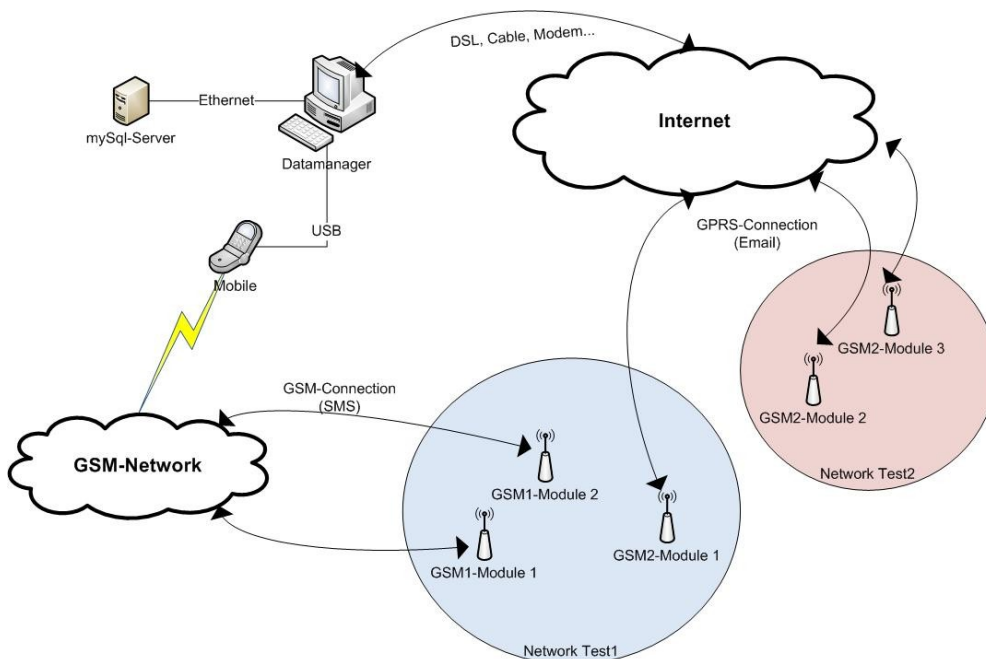 DSL, Cable, Modem...
Ethernet
mySql-Server
Datamanager
Internet
USB
Mobile
GPRS-Connection
(Email)
GSM2-Module 3
GSM2-Module 2
Network Test2
GSM-Connection
(SMS)
GSM-Network
GSM1-Module 2
GSM2-Module 1
GSM1-Module 1
Network Test1